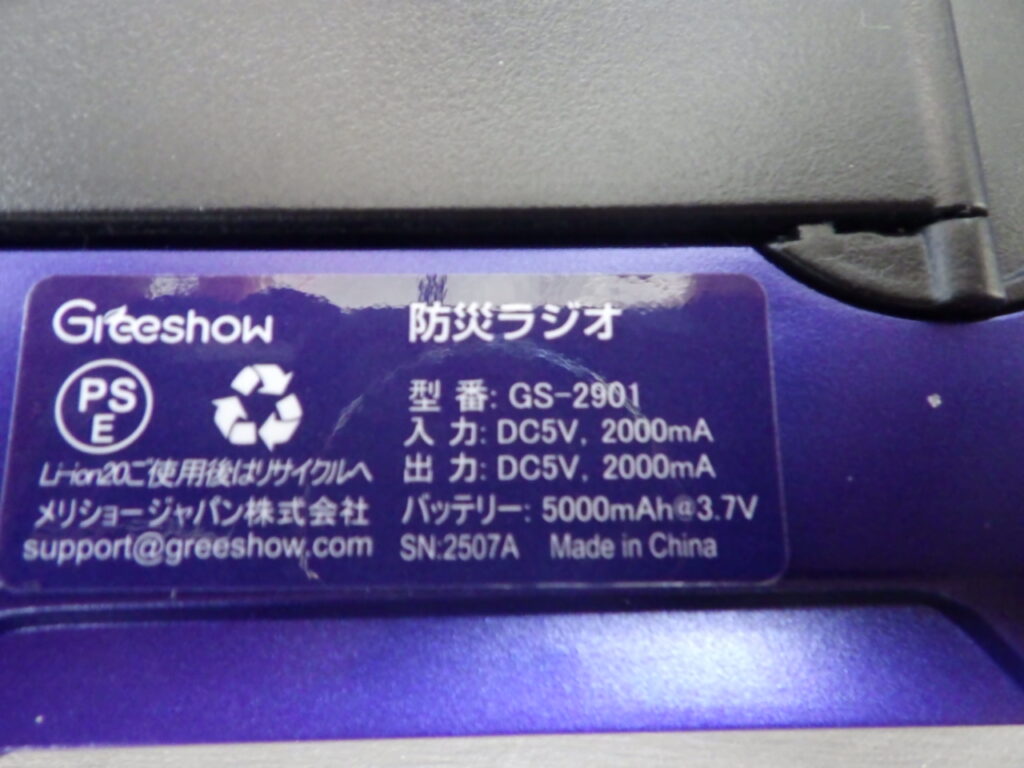 Greeshow
防災ラジオ
PS
E
Li-ion20ご使用後はリサイクルへ
メリショージャパン株式会社
support@greeshow.com
型 番: GS-2901
入 力: DC5V, 2000mA
出 力: DC5V, 2000mA
バッテリー: 5000mAh@3.7V
SN:2507A Made in China